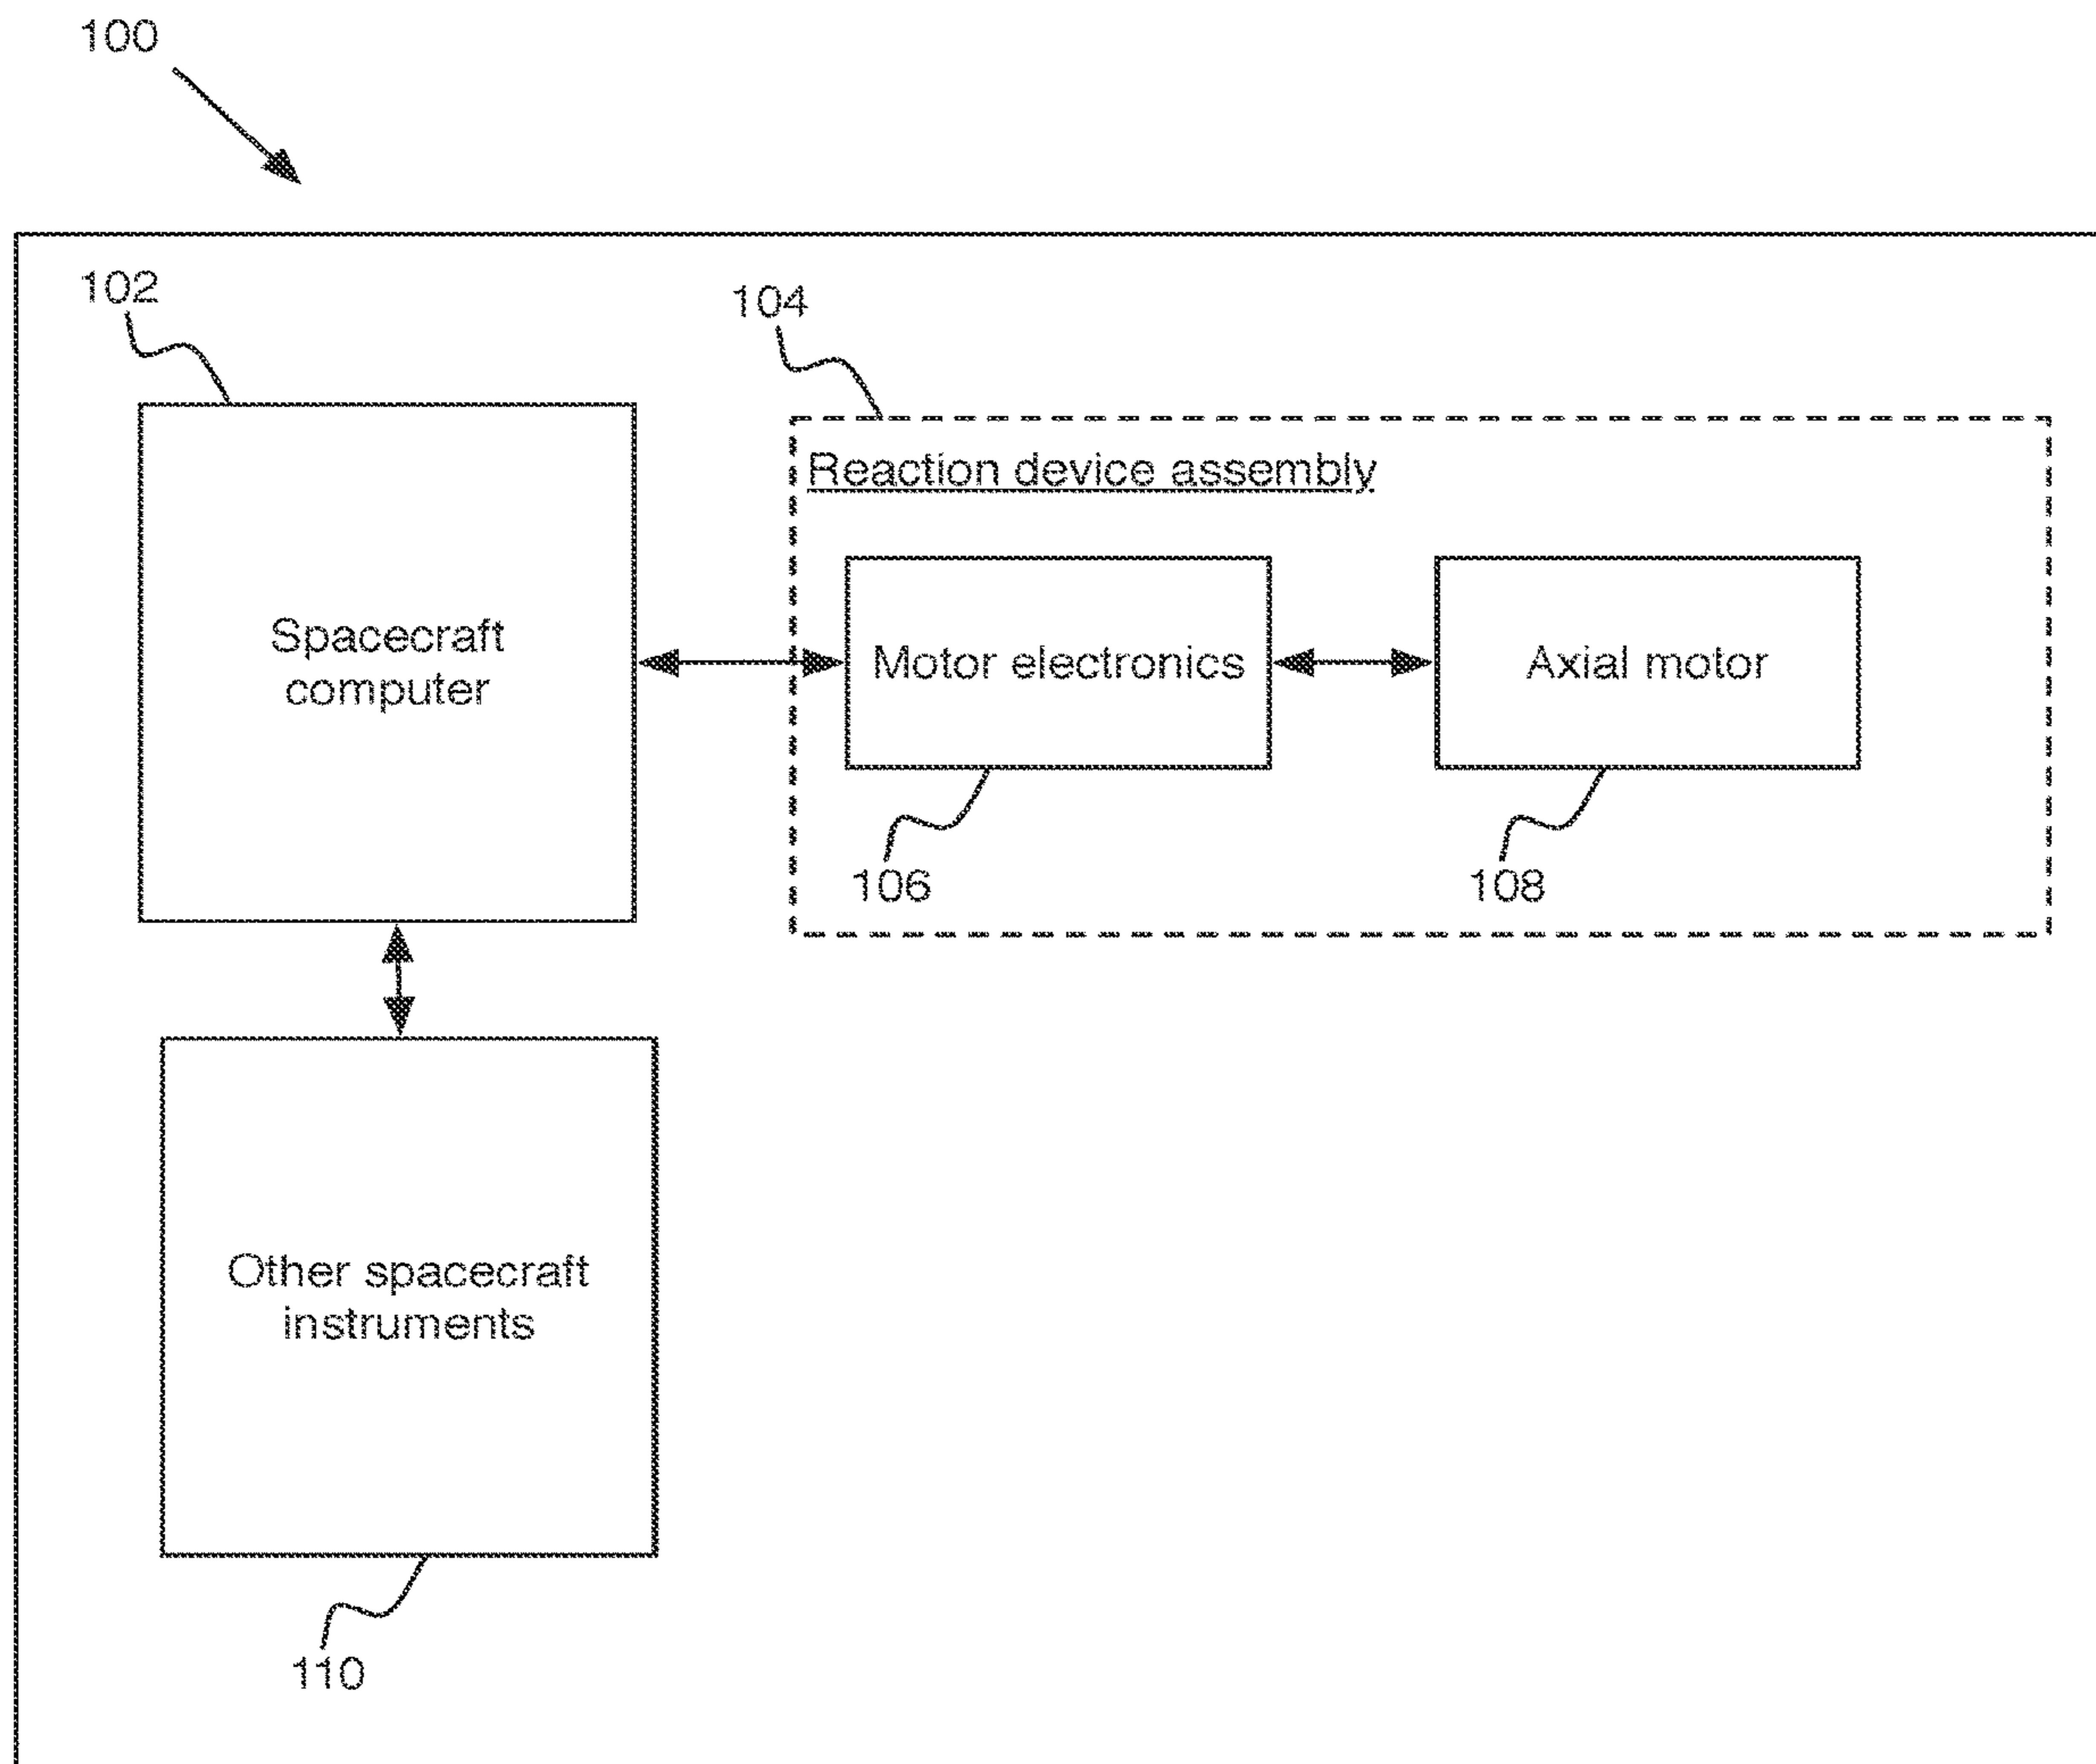 100
102
104
Reaction device assembly
Spacecraft
computer
Motor electronics
Axial motor
106
108
Other spacecraft
instruments
110